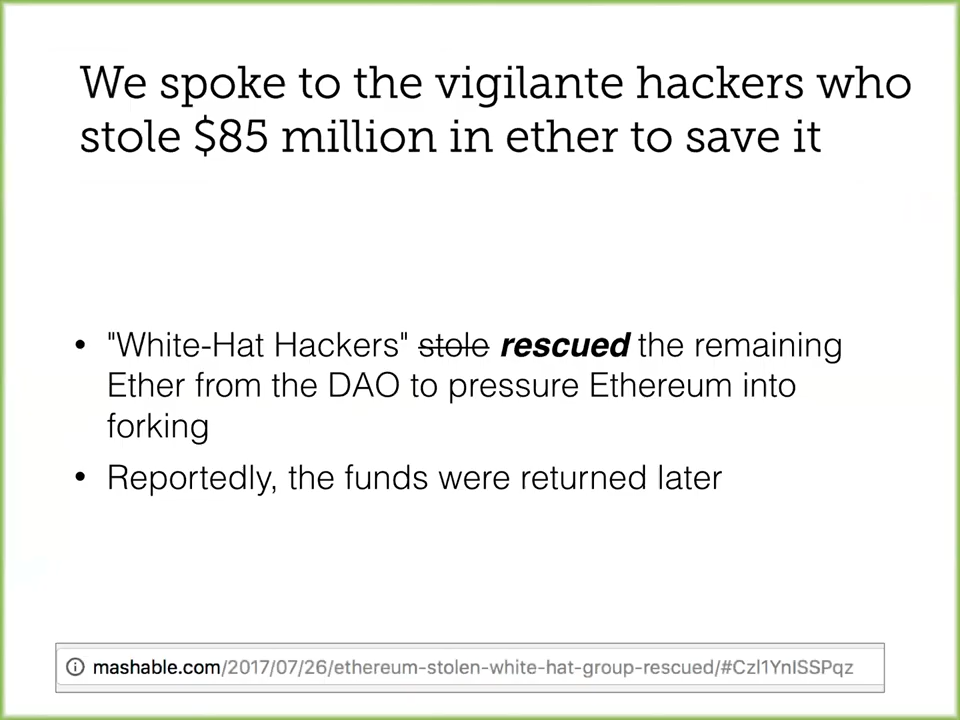 We spoke to the vigilante hackers who
stole $85 million in ether to save it
• "White-Hat Hackers" stole rescued the remaining
Ether from the DAO to pressure Ethereum into
forking
• Reportedly, the funds were returned later
mashable.com/2017/07/26/ethereum-stolen-white-hat-group-rescued/#Czl1YnISSPqz